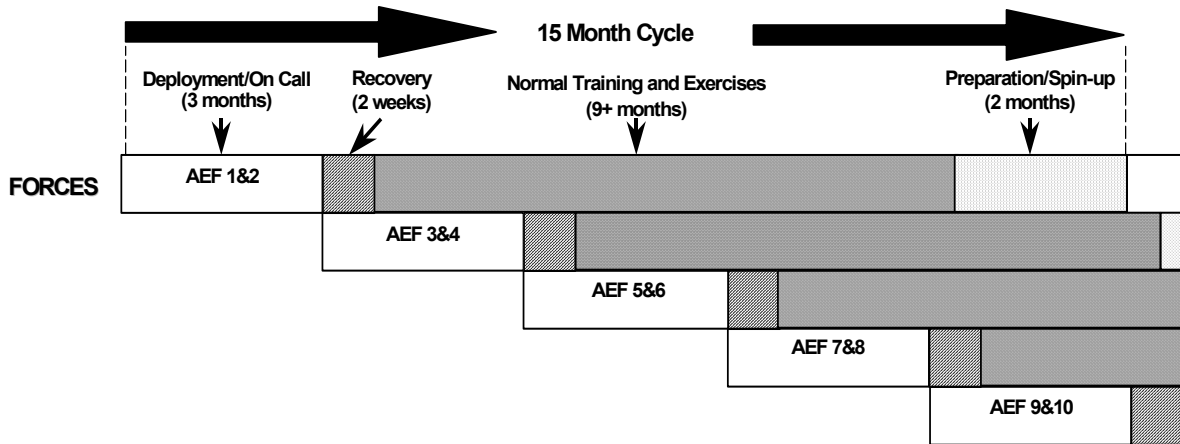 15 Month Cycle
Deployment/On Call
(3 months)
Recovery
(2 weeks)
Normal Training and Exercises
(9+ months)
Preparation/Spin-up
(2 months)
FORCES
AEF 1&2
AEF 3&4
AEF 5&6
AEF 7&8
AEF 9&10